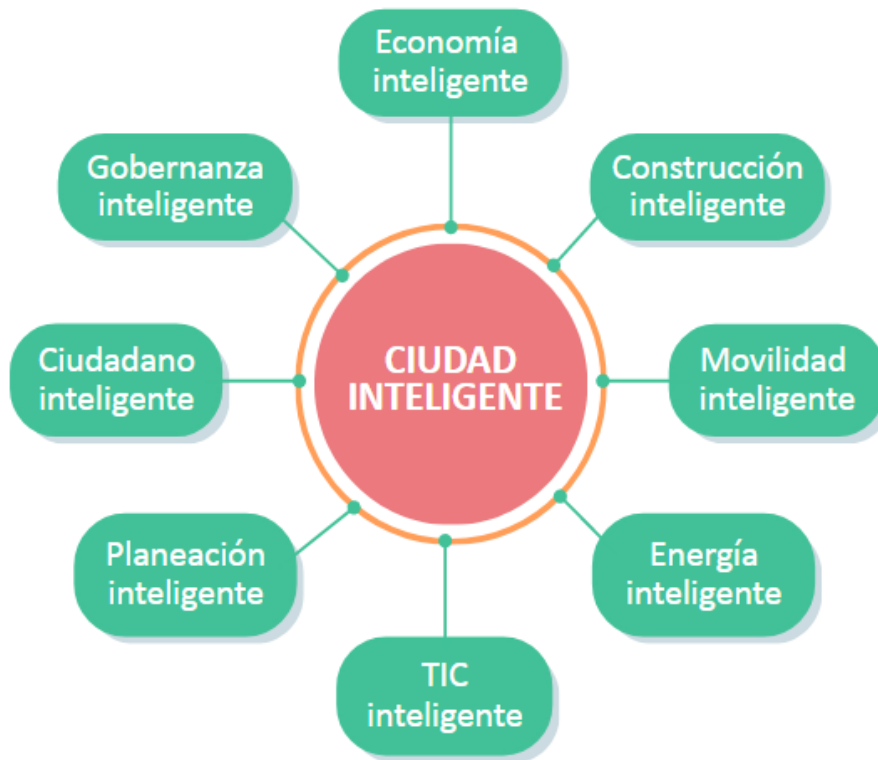 Economía
inteligente
Gobernanza
inteligente
Construcción
inteligente
Ciudadano
inteligente
CIUDAD
INTELIGENTE
Movilidad
inteligente
Planeación
inteligente
Energía
inteligente
TIC
inteligente